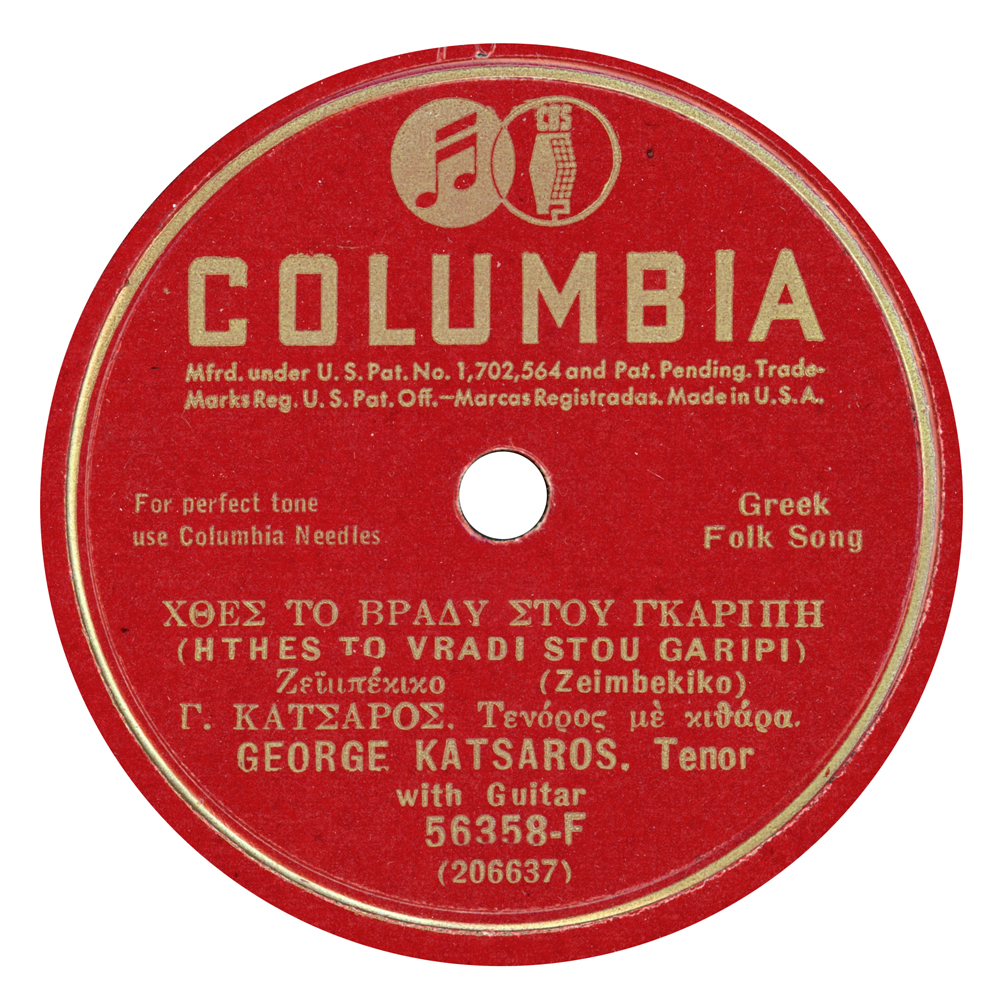 CBS
COLUMBIA
Mfrd. under U. S. Pat. No. 1,702,564 and Pat. Pending. Trade-
Marks Reg. U. S. Pat. Off.—Marcas Registradas. Made in U.S.A.
For perfect tone
use Columbia Needles
Greek
Folk Song
ΧΘΕΣ ΤΟ ΒΡΑΔΥ ΣΤΟΥ ΓΚΑΡΙΠΗ
(HTHES TO VRADI STOU GARIPI)
Ζεϊμπέκικο (Zeimbekiko)
Γ. ΚΑΤΣΑΡΟΣ. Τενόρος μὲ κιθάρα.
GEORGE KATSAROS. Tenor
with Guitar
56358-F
(206637)